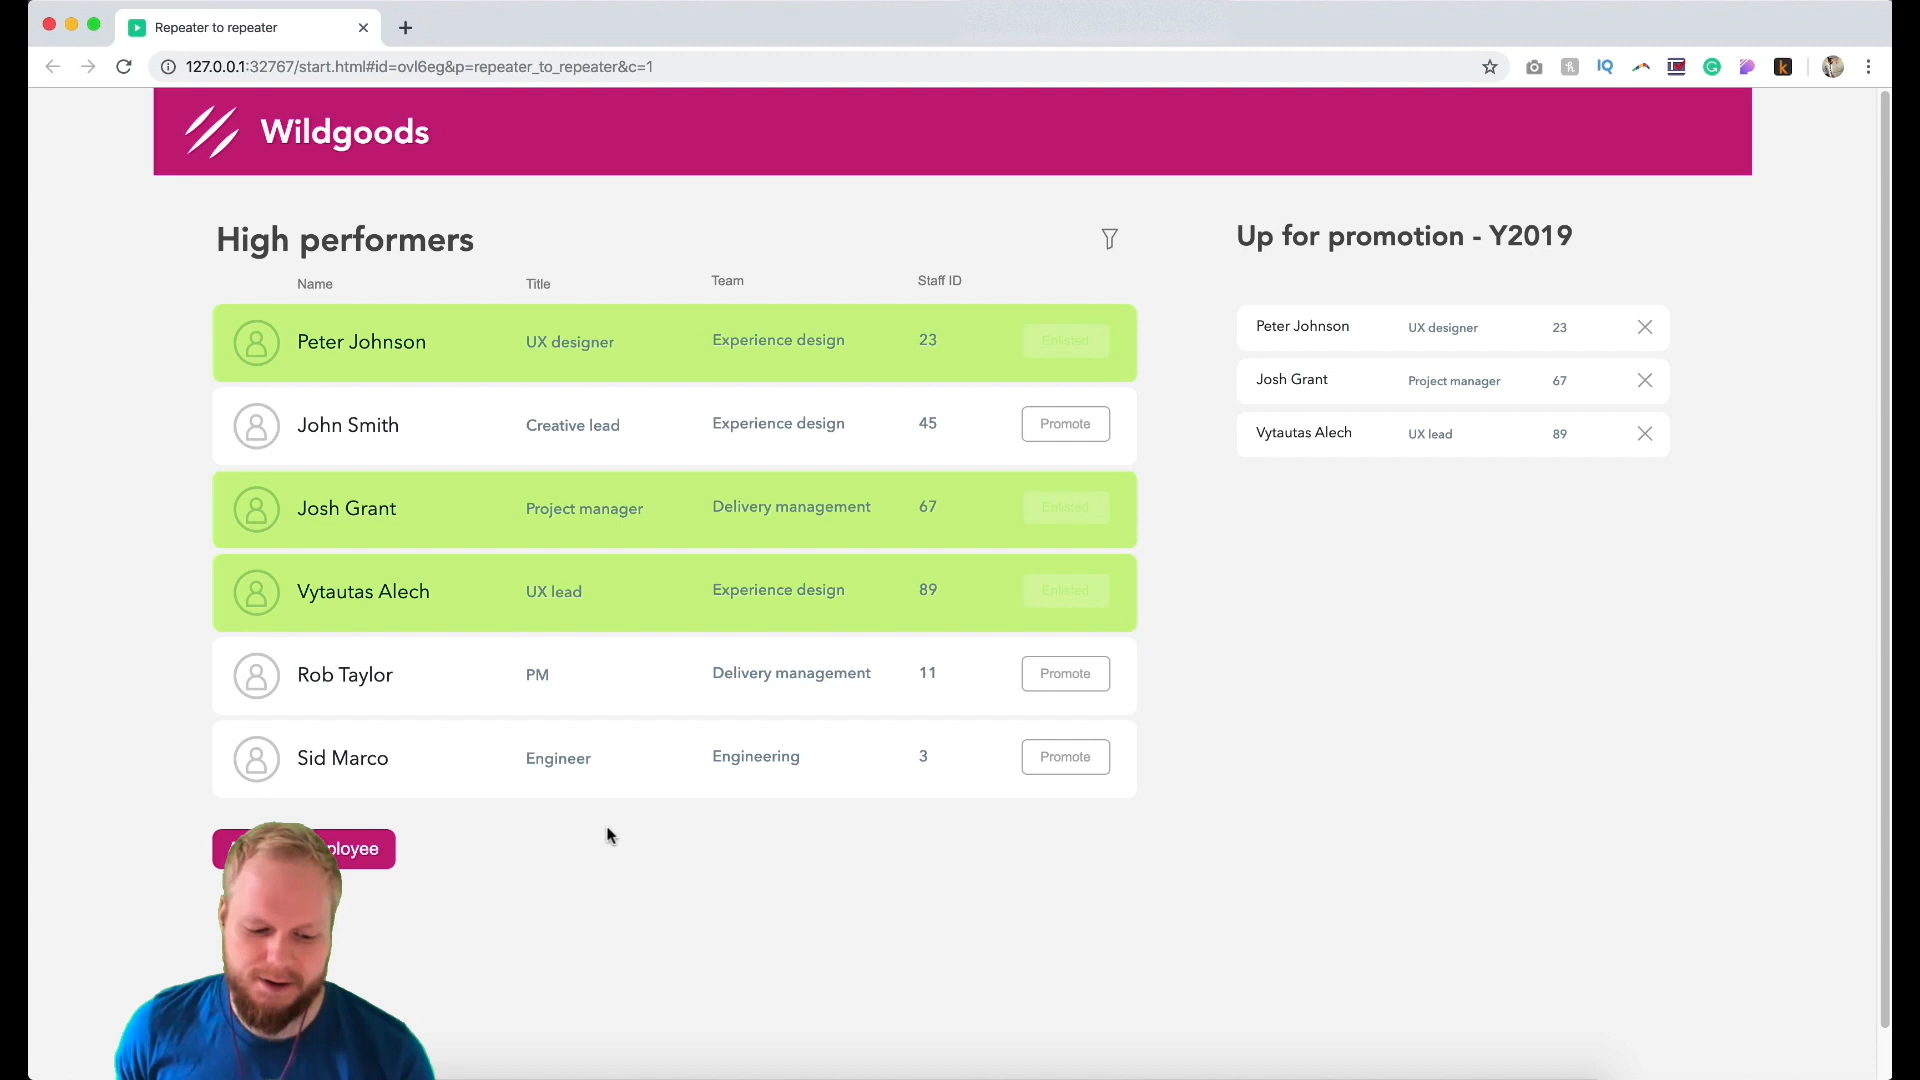 Repeater to repeater
127.0.0.1:32767/start.html#id=ovl6eg&p=repeater_to_repeater&c=1
Wildgoods
High performers
Name Title Team Staff ID
Peter Johnson UX designer Experience design 23 Enlisted
John Smith Creative lead Experience design 45 Promote
Josh Grant Project manager Delivery management 67 Enlisted
Vytautas Alech UX lead Experience design 89 Enlisted
Rob Taylor PM Delivery management 11 Promote
Sid Marco Engineer Engineering 3 Promote
Up for promotion - Y2019
Peter Johnson UX designer 23
Josh Grant Project manager 67
Vytautas Alech UX lead 89